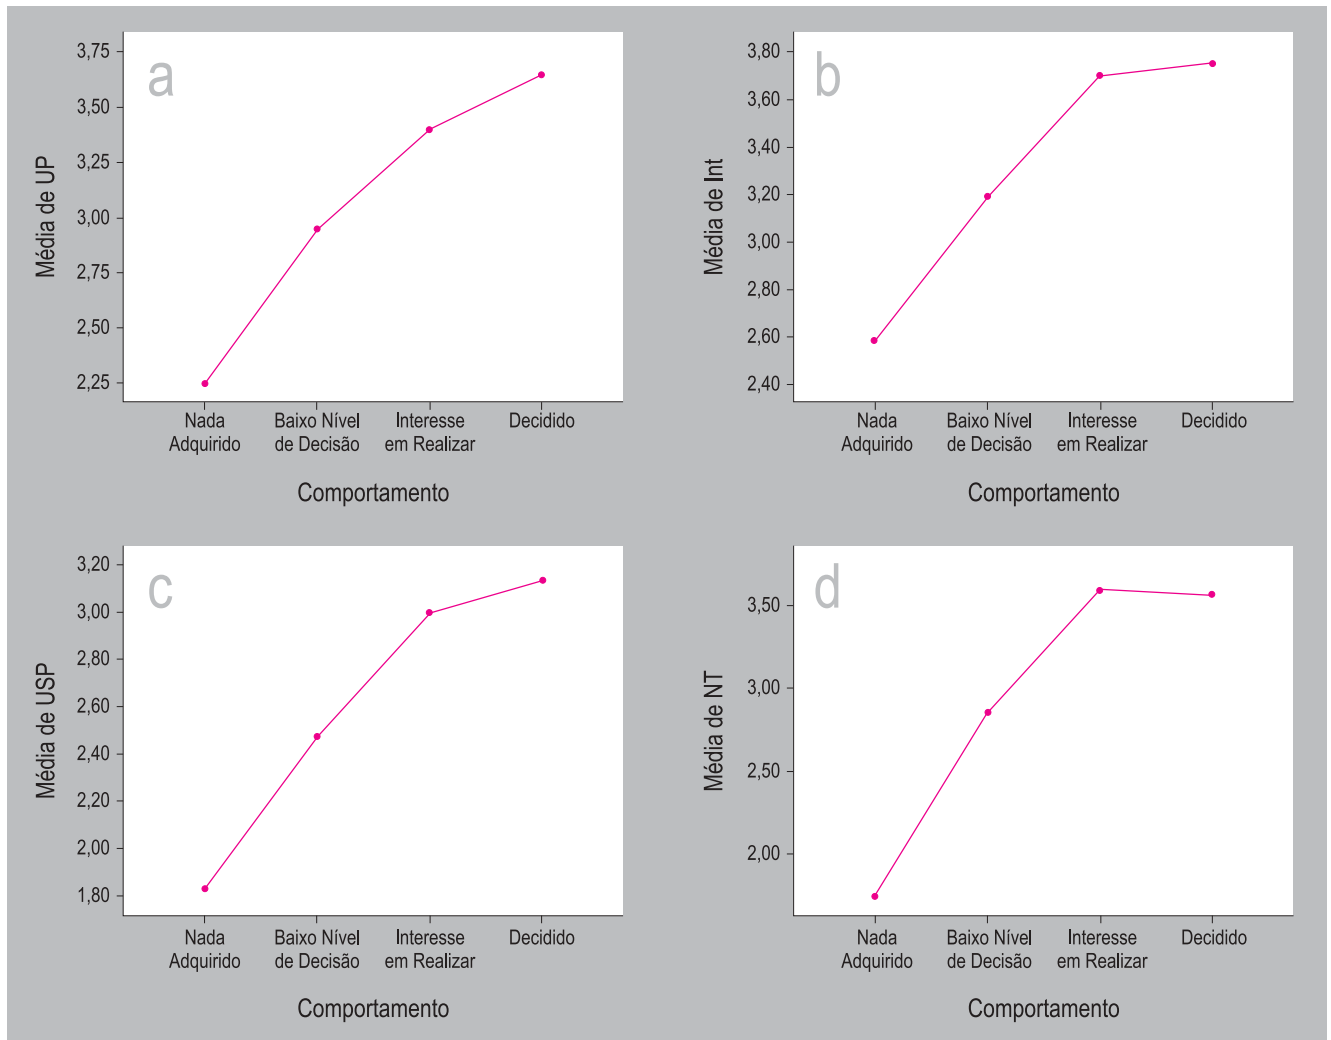 a
Média de UP
3,75
3,50
3,25
3,00
2,75
2,50
2,25
Nada
Adquirido
Baixo Nível
de Decisão
Interesse
em Realizar
Decidido
Comportamento
b
Média de Int
3,80
3,60
3,40
3,20
3,00
2,80
2,60
2,40
Nada
Adquirido
Baixo Nível
de Decisão
Interesse
em Realizar
Decidido
Comportamento
c
Média de USP
3,20
3,00
2,80
2,60
2,40
2,20
2,00
1,80
Nada
Adquirido
Baixo Nível
de Decisão
Interesse
em Realizar
Decidido
Comportamento
d
Média de NT
3,50
3,00
2,50
2,00
Nada
Adquirido
Baixo Nível
de Decisão
Interesse
em Realizar
Decidido
Comportamento